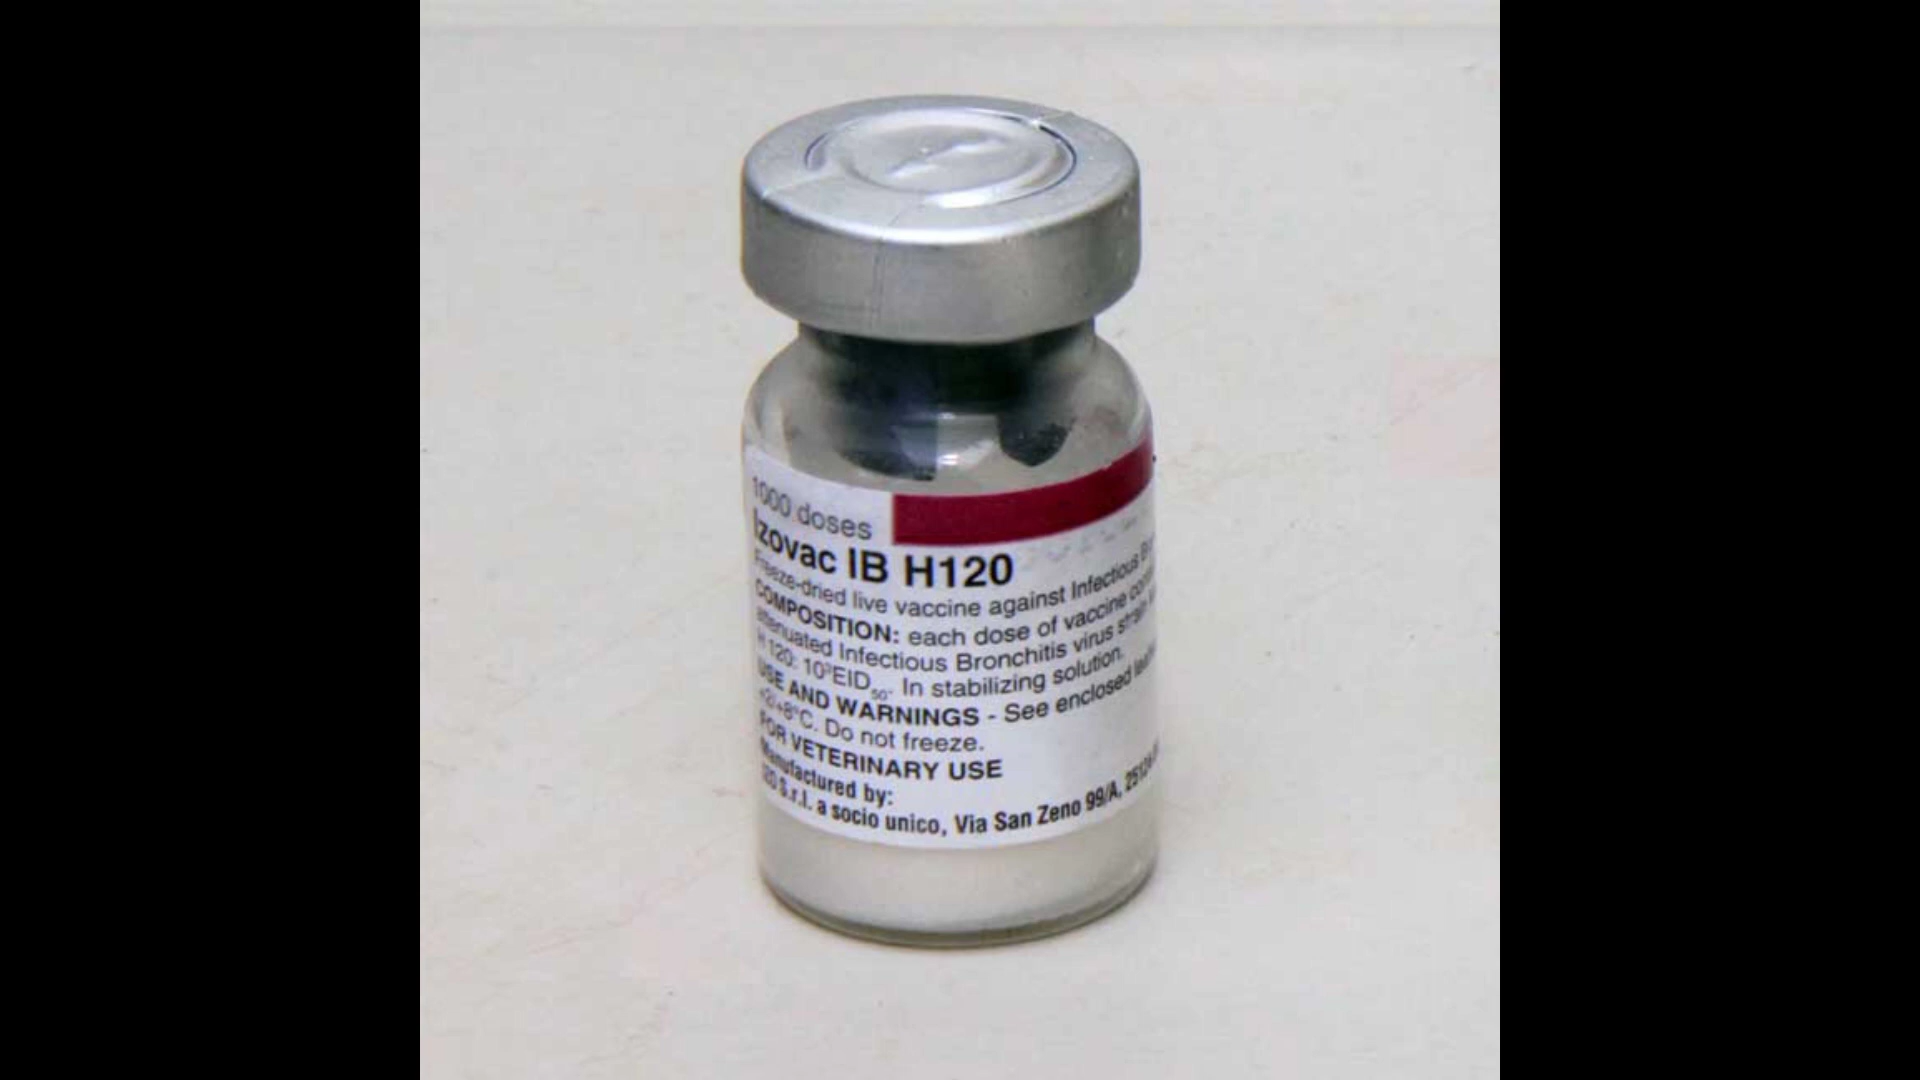 1000 doses
Izovac IB H120
Freeze-dried live vaccine against Infectious
COMPOSITION: each dose of vaccine
attenuated Infectious Bronchitis virus strain
H 120: 10³EID₅₀. In stabilizing solution.
USE AND WARNINGS - See enclosed
+2/+8°C. Do not freeze.
FOR VETERINARY USE
Manufactured by:
S.r.l. a socio unico, Via San Zeno 99/A,